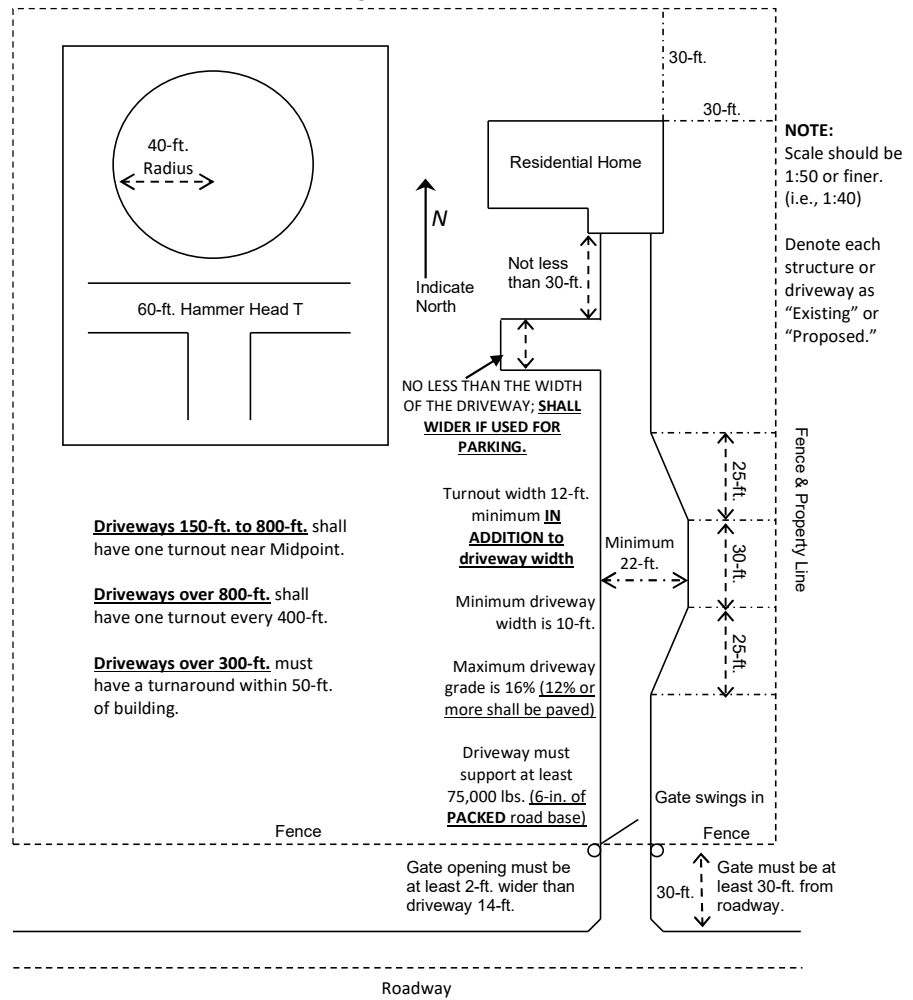 30-ft.
30-ft.
40-ft.
Radius
60-ft. Hammer Head T
N
Indicate
North
Residential Home
NOTE:
Scale should be
1:50 or finer.
(i.e., 1:40)
Denote each
structure or
driveway as
“Existing” or
“Proposed.”
Not less
than 30-ft.
NO LESS THAN THE WIDTH
OF THE DRIVEWAY; SHALL
WIDER IF USED FOR
PARKING.
Driveways 150-ft. to 800-ft. shall
have one turnout near Midpoint.
Driveways over 800-ft. shall
have one turnout every 400-ft.
Driveways over 300-ft. must
have a turnaround within 50-ft.
of building.
Turnout width 12-ft.
minimum IN
ADDITION to
driveway width
Minimum driveway
width is 10-ft.
Maximum driveway
grade is 16% (12% or
more shall be paved)
Driveway must
support at least
75,000 lbs. (6-in. of
PACKED road base)
Minimum
22-ft.
25-ft.
30-ft.
25-ft.
Fence & Property Line
Gate swings in
Fence
Fence
Gate opening must be
at least 2-ft. wider than
driveway 14-ft.
30-ft.
Gate must be at
least 30-ft. from
roadway.
Roadway